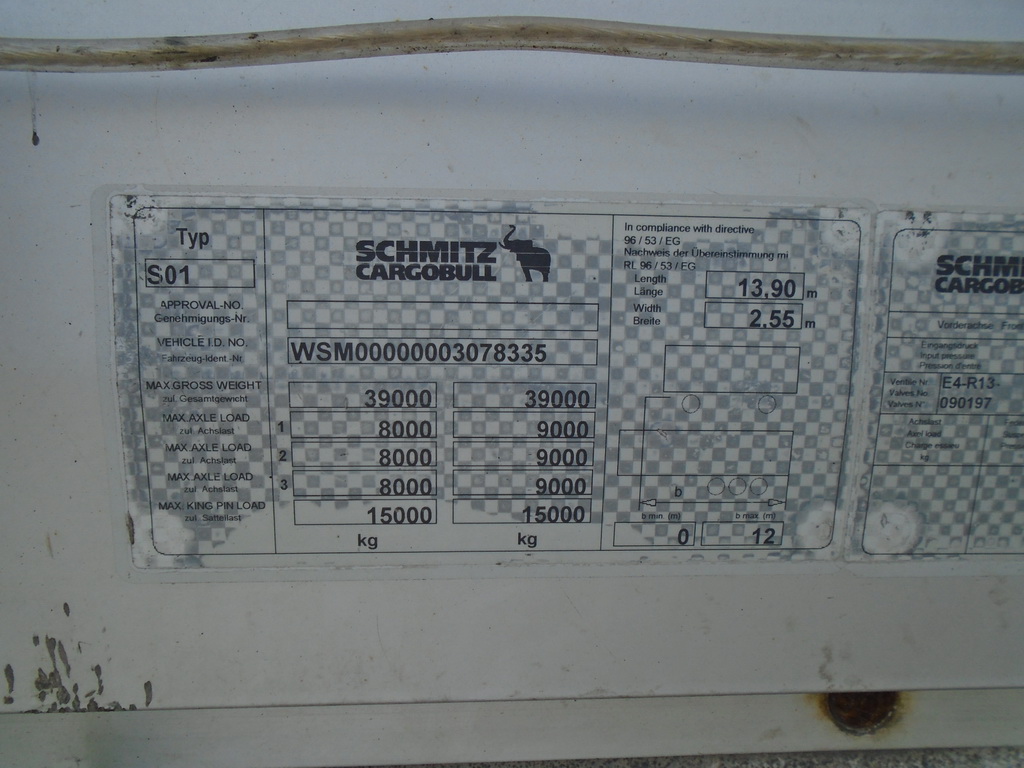 Typ
S01
SCHMITZ
CARGOBULL
APPROVAL-NO.
Genehmigungs-Nr.
VEHICLE I.D. NO.
Fahrzeug-Ident.-Nr
WSM00000003078335
MAX.GROSS WEIGHT
zul. Gesamtgewicht
39000 39000
MAX.AXLE LOAD
zul. Achslast
1 8000 9000
MAX.AXLE LOAD
zul. Achslast
2 8000 9000
MAX.AXLE LOAD
zul. Achslast
3 8000 9000
MAX. KING PIN LOAD
zul. Sattellast
15000 15000
kg kg
In compliance with directive
96 / 53 / EG
Nachweis der Übereinstimmung mi
RL 96 / 53 / EG
Length
Länge
13,90 m
Width
Breite
2,55 m
b
b min (m) b max (m)
0 12
SCHMI
CARGOB
Vorderachse Fron
Eingangsdruck
Input pressure
Pression d'entré
Ventile Nr.
Valves No.
Valves N°.
E4-R13-
090197
Achslast
Axel load
Charge essieu
kg